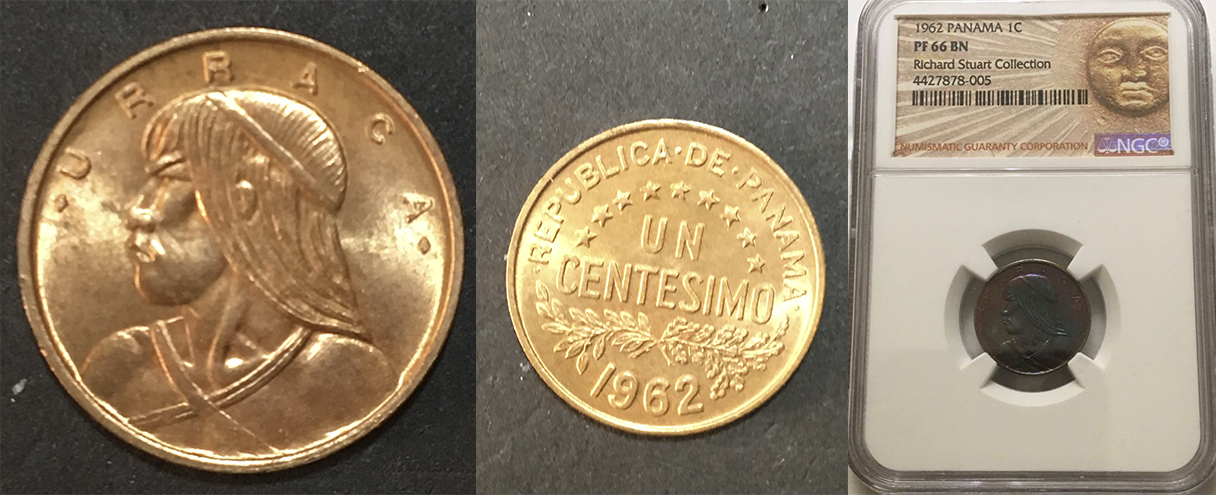 ·URRACA·
·REPUBLICA·DE·PANAMA·
UN
CENTESIMO
1962
1962 PANAMA 1C
PF 66 BN
Richard Stuart Collection
4427878-005
NUMISMATIC GUARANTY CORPORATION
NGC®